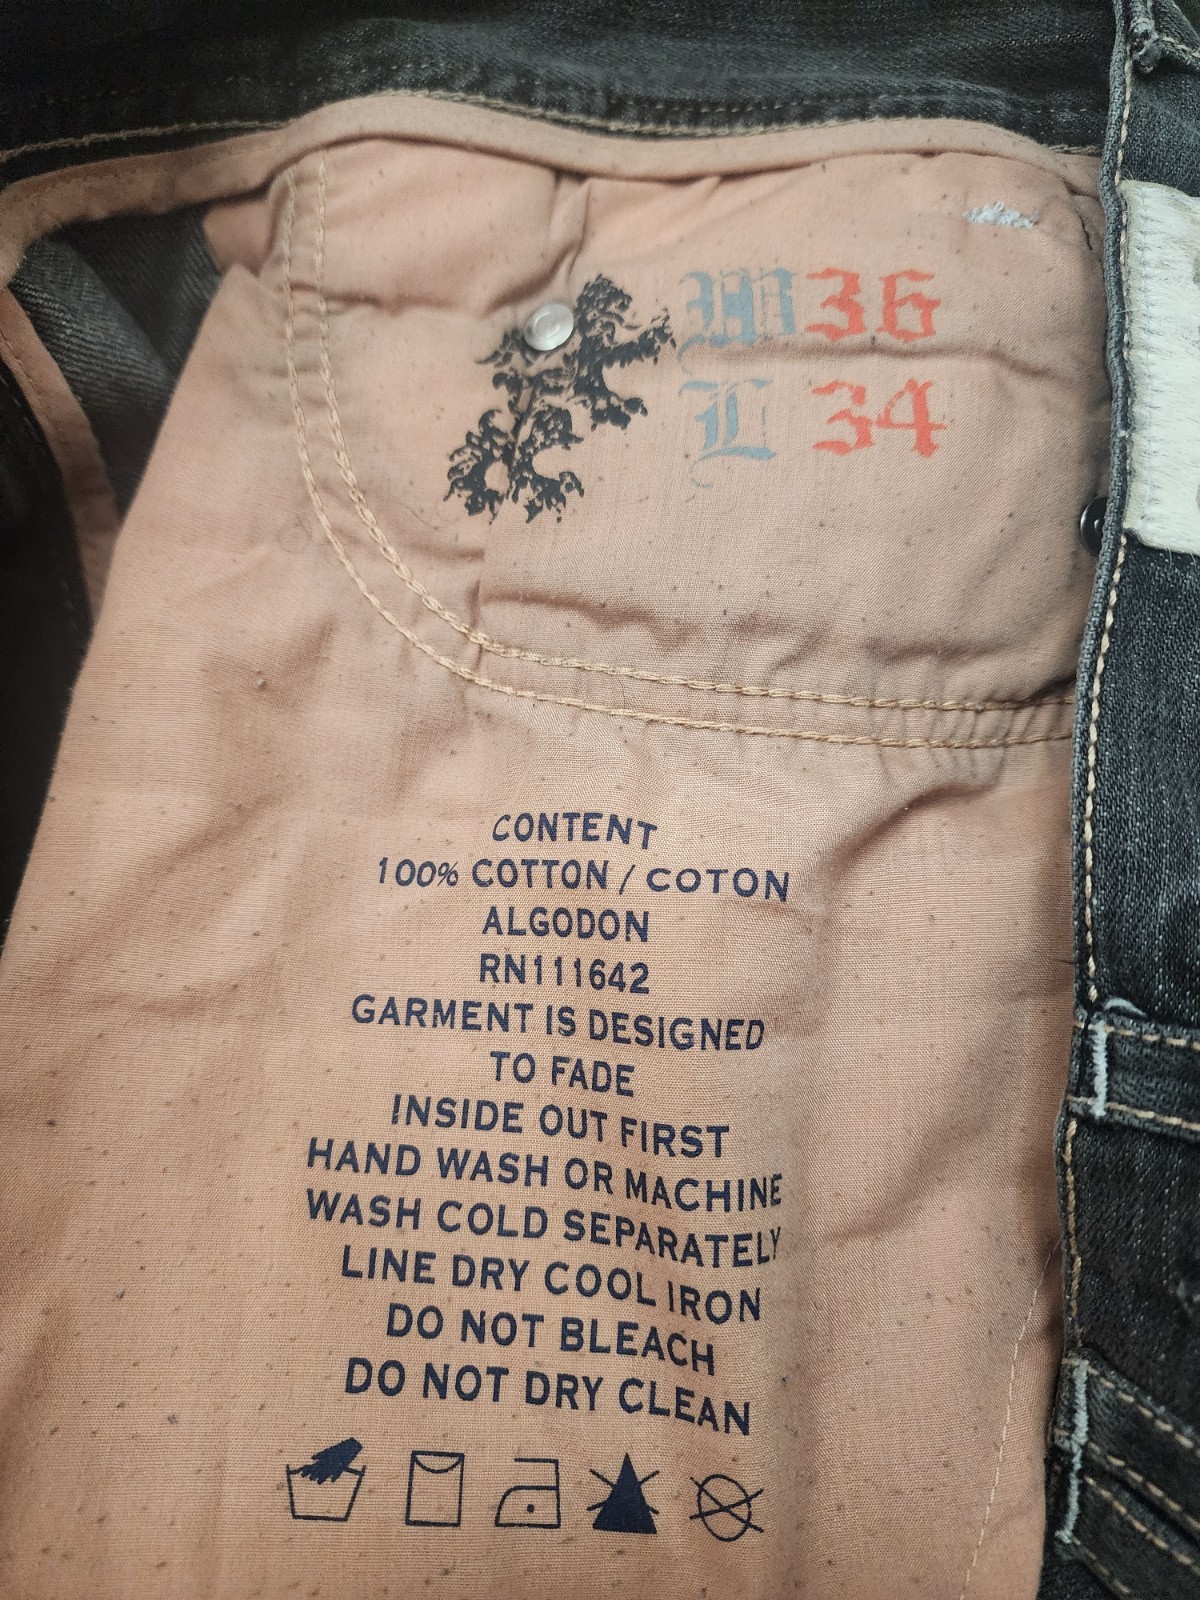 W36
L 34
CONTENT
100% COTTON / COTON
ALGODON
RN111642
GARMENT IS DESIGNED
TO FADE
INSIDE OUT FIRST
HAND WASH OR MACHINE
WASH COLD SEPARATELY
LINE DRY COOL IRON
DO NOT BLEACH
DO NOT DRY CLEAN